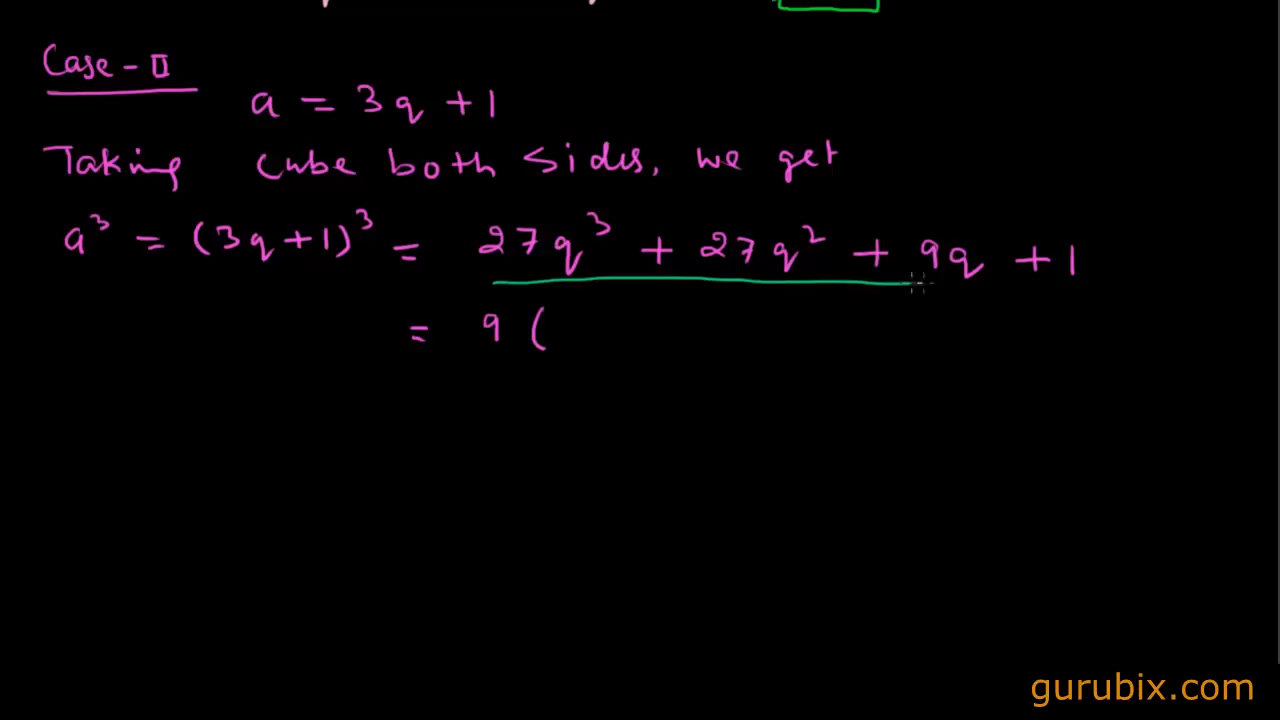 Case - II
a = 3q + 1
Taking cube both sides, we get
a³ = (3q+1)³ = 27q³ + 27q² + 9q + 1
= 9 (
gurubix.com